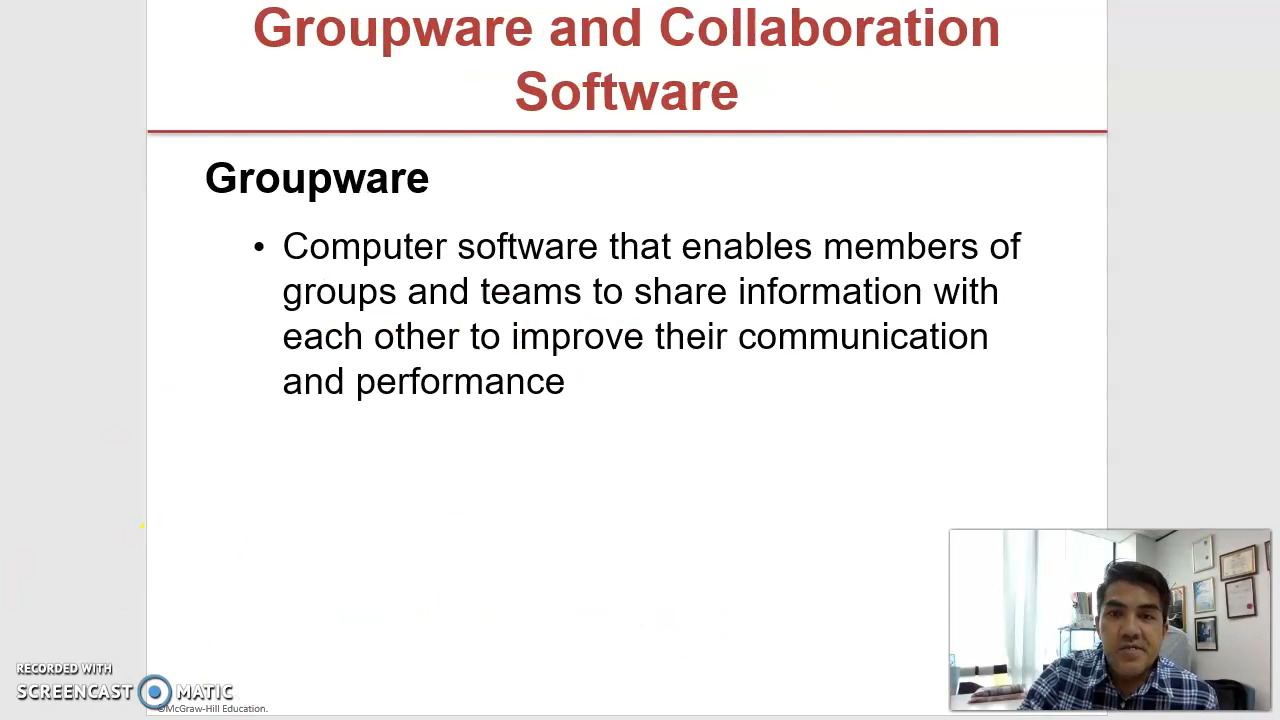 Groupware and Collaboration
Software
Groupware
• Computer software that enables members of
groups and teams to share information with
each other to improve their communication
and performance
RECORDED WITH
SCREENCAST MATIC
©McGraw-Hill Education.